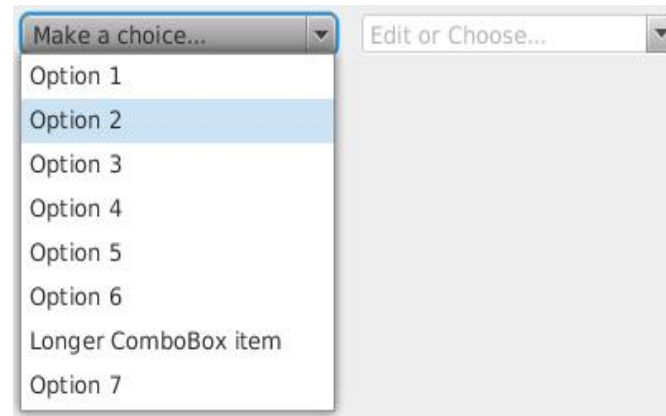 Make a choice...
Edit or Choose...
Option 1
Option 2
Option 3
Option 4
Option 5
Option 6
Longer ComboBox item
Option 7